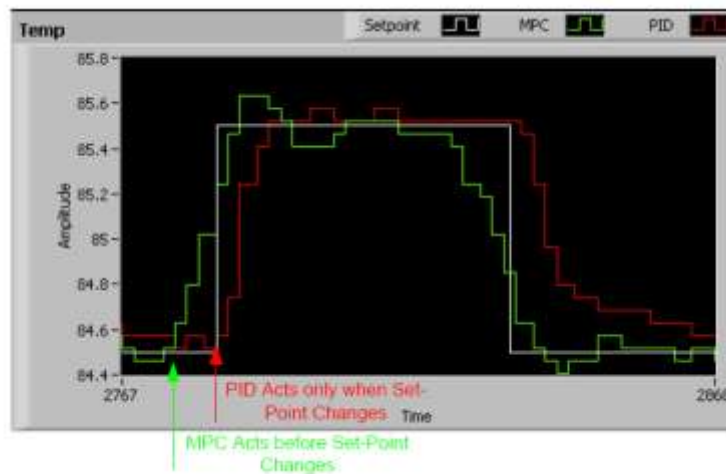 Temp
Setpoint MPC PID
85.8
85.6
85.4
85.2
85
84.8
84.6
84.4
Amplitude
2767 2868
Time
PID Acts only when Set-
Point Changes
MPC Acts before Set-Point
Changes